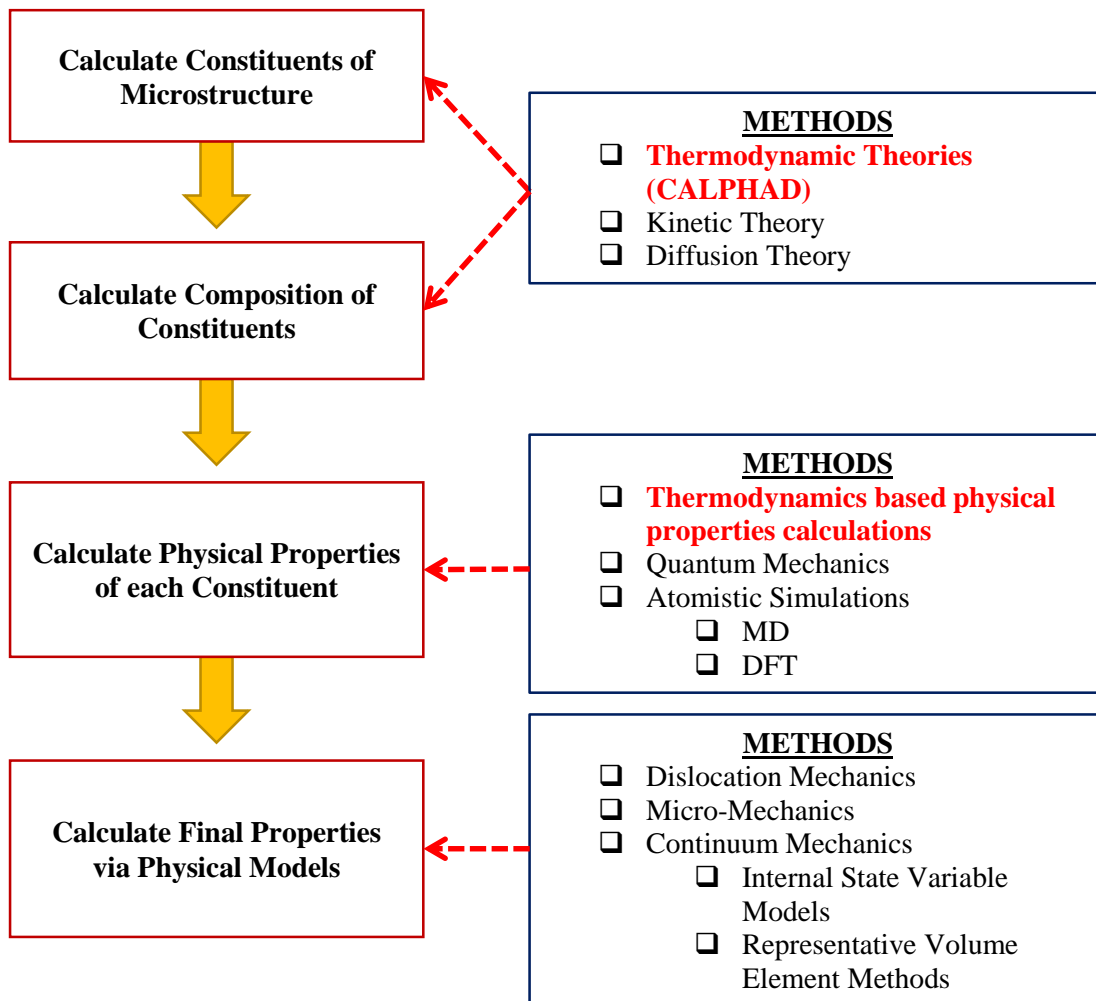 Calculate Constituents of
Microstructure
METHODS
❑ Thermodynamic Theories
(CALPHAD)
❑ Kinetic Theory
❑ Diffusion Theory
Calculate Composition of
Constituents
METHODS
❑ Thermodynamics based physical
properties calculations
❑ Quantum Mechanics
❑ Atomistic Simulations
❑ MD
❑ DFT
Calculate Physical Properties
of each Constituent
METHODS
❑ Dislocation Mechanics
❑ Micro-Mechanics
❑ Continuum Mechanics
❑ Internal State Variable
Models
❑ Representative Volume
Element Methods
Calculate Final Properties
via Physical Models